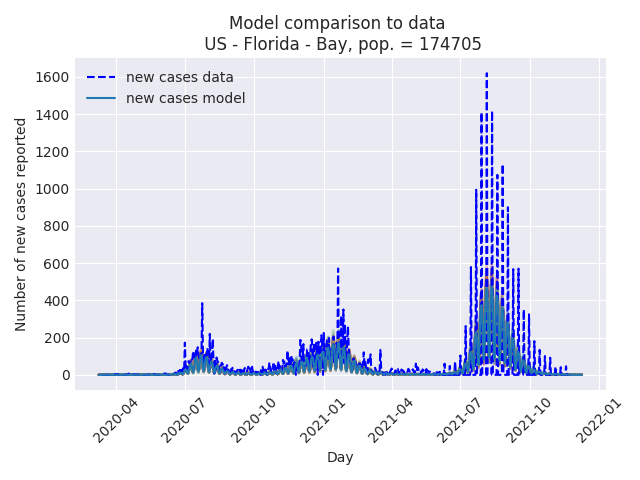 Model comparison to data
US - Florida - Bay, pop. = 174705
new cases data
new cases model
Number of new cases reported
1600
1400
1200
1000
800
600
400
200
0
2020-04
2020-07
2020-10
2021-01
2021-04
2021-07
2021-10
2022-01
Day